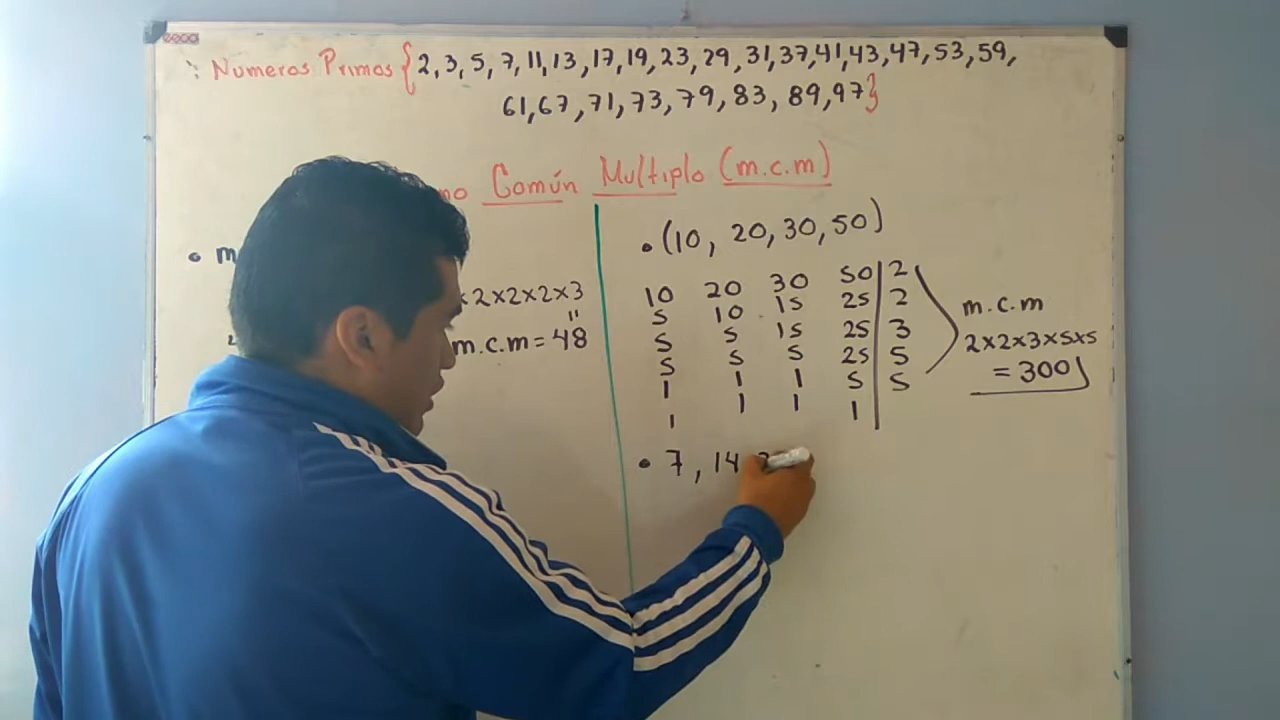 : Números Primos {2, 3, 5, 7, 11, 13, 17, 19, 23, 29, 31, 37, 41, 43, 47, 53, 59,
61, 67, 71, 73, 79, 83, 89, 97}
Común Multiplo (m.c.m)
• m
x2x2x2x3
"
m.c.m = 48
• (10, 20, 30, 50)
10 20 30 50 | 2
5 10 15 25 | 2
5 5 15 25 | 3
5 5 5 25 | 5
1 1 1 5 | 5
1 1 1 1
m.c.m
2x2x3x5x5
= 300
• 7, 14